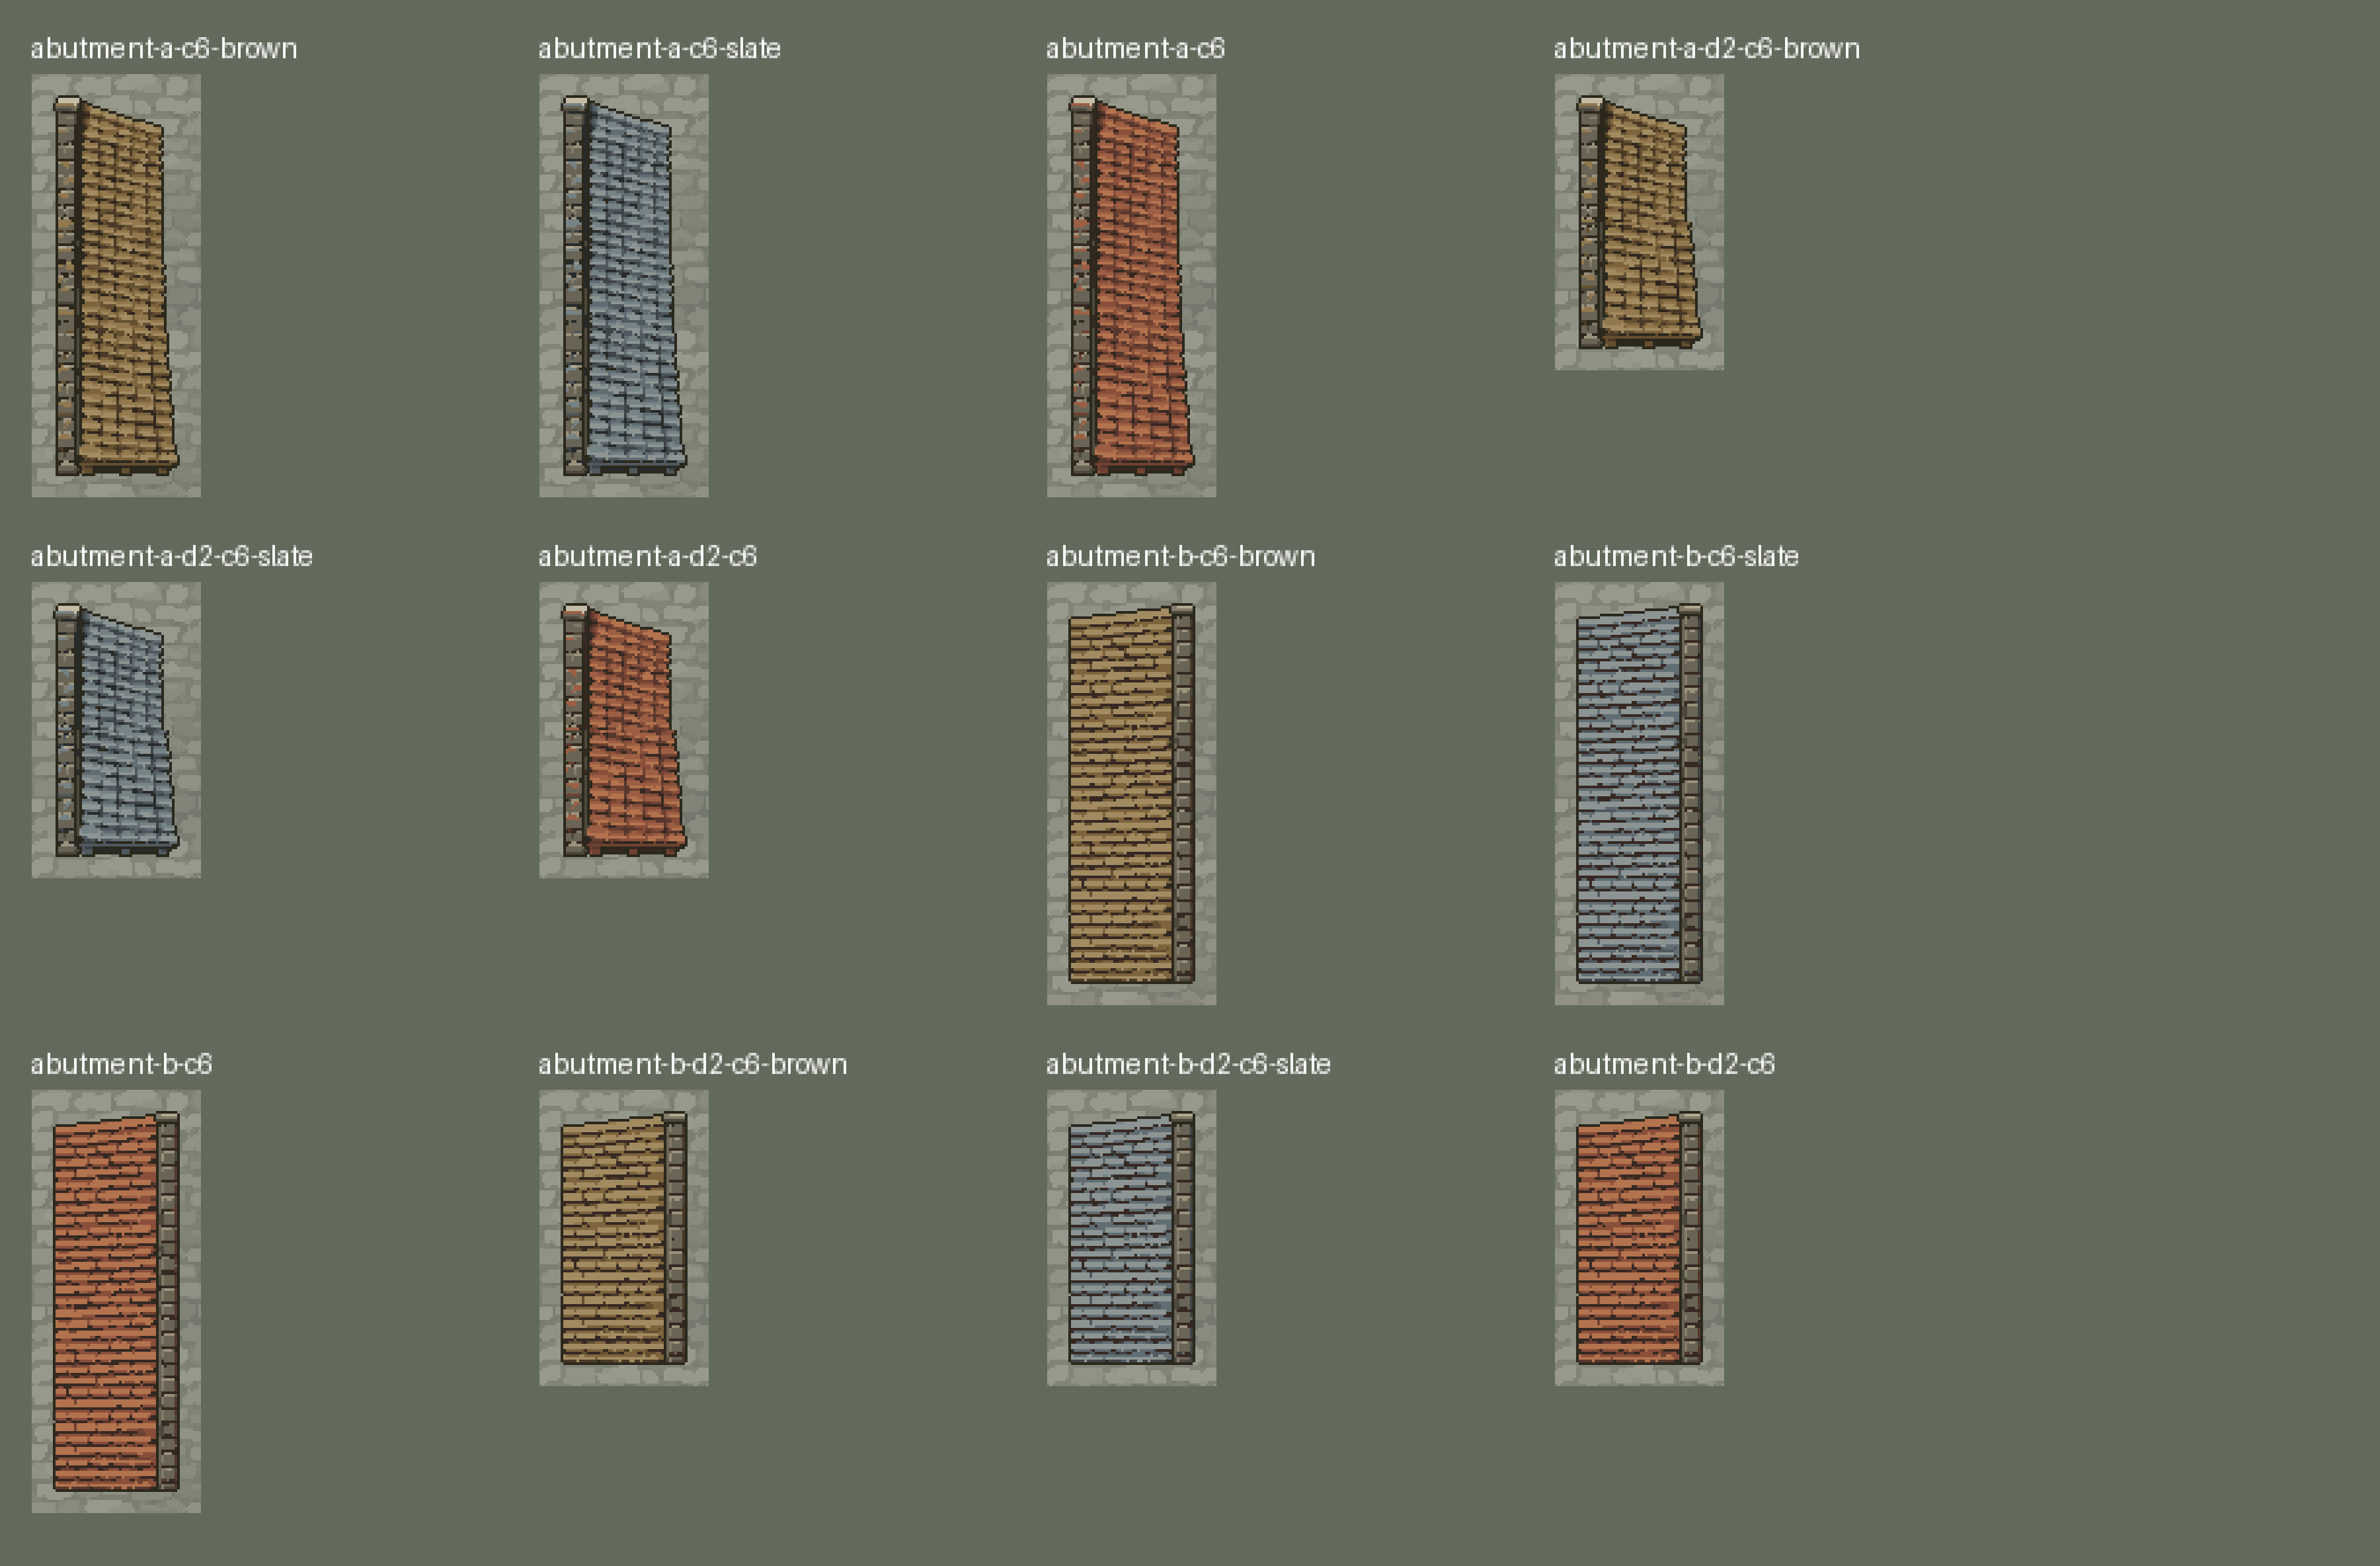 abutment-a-c6-brown
abutment-a-c6-slate
abutment-a-c6
abutment-a-d2-c6-brown
abutment-a-d2-c6-slate
abutment-a-d2-c6
abutment-b-c6-brown
abutment-b-c6-slate
abutment-b-c6
abutment-b-d2-c6-brown
abutment-b-d2-c6-slate
abutment-b-d2-c6